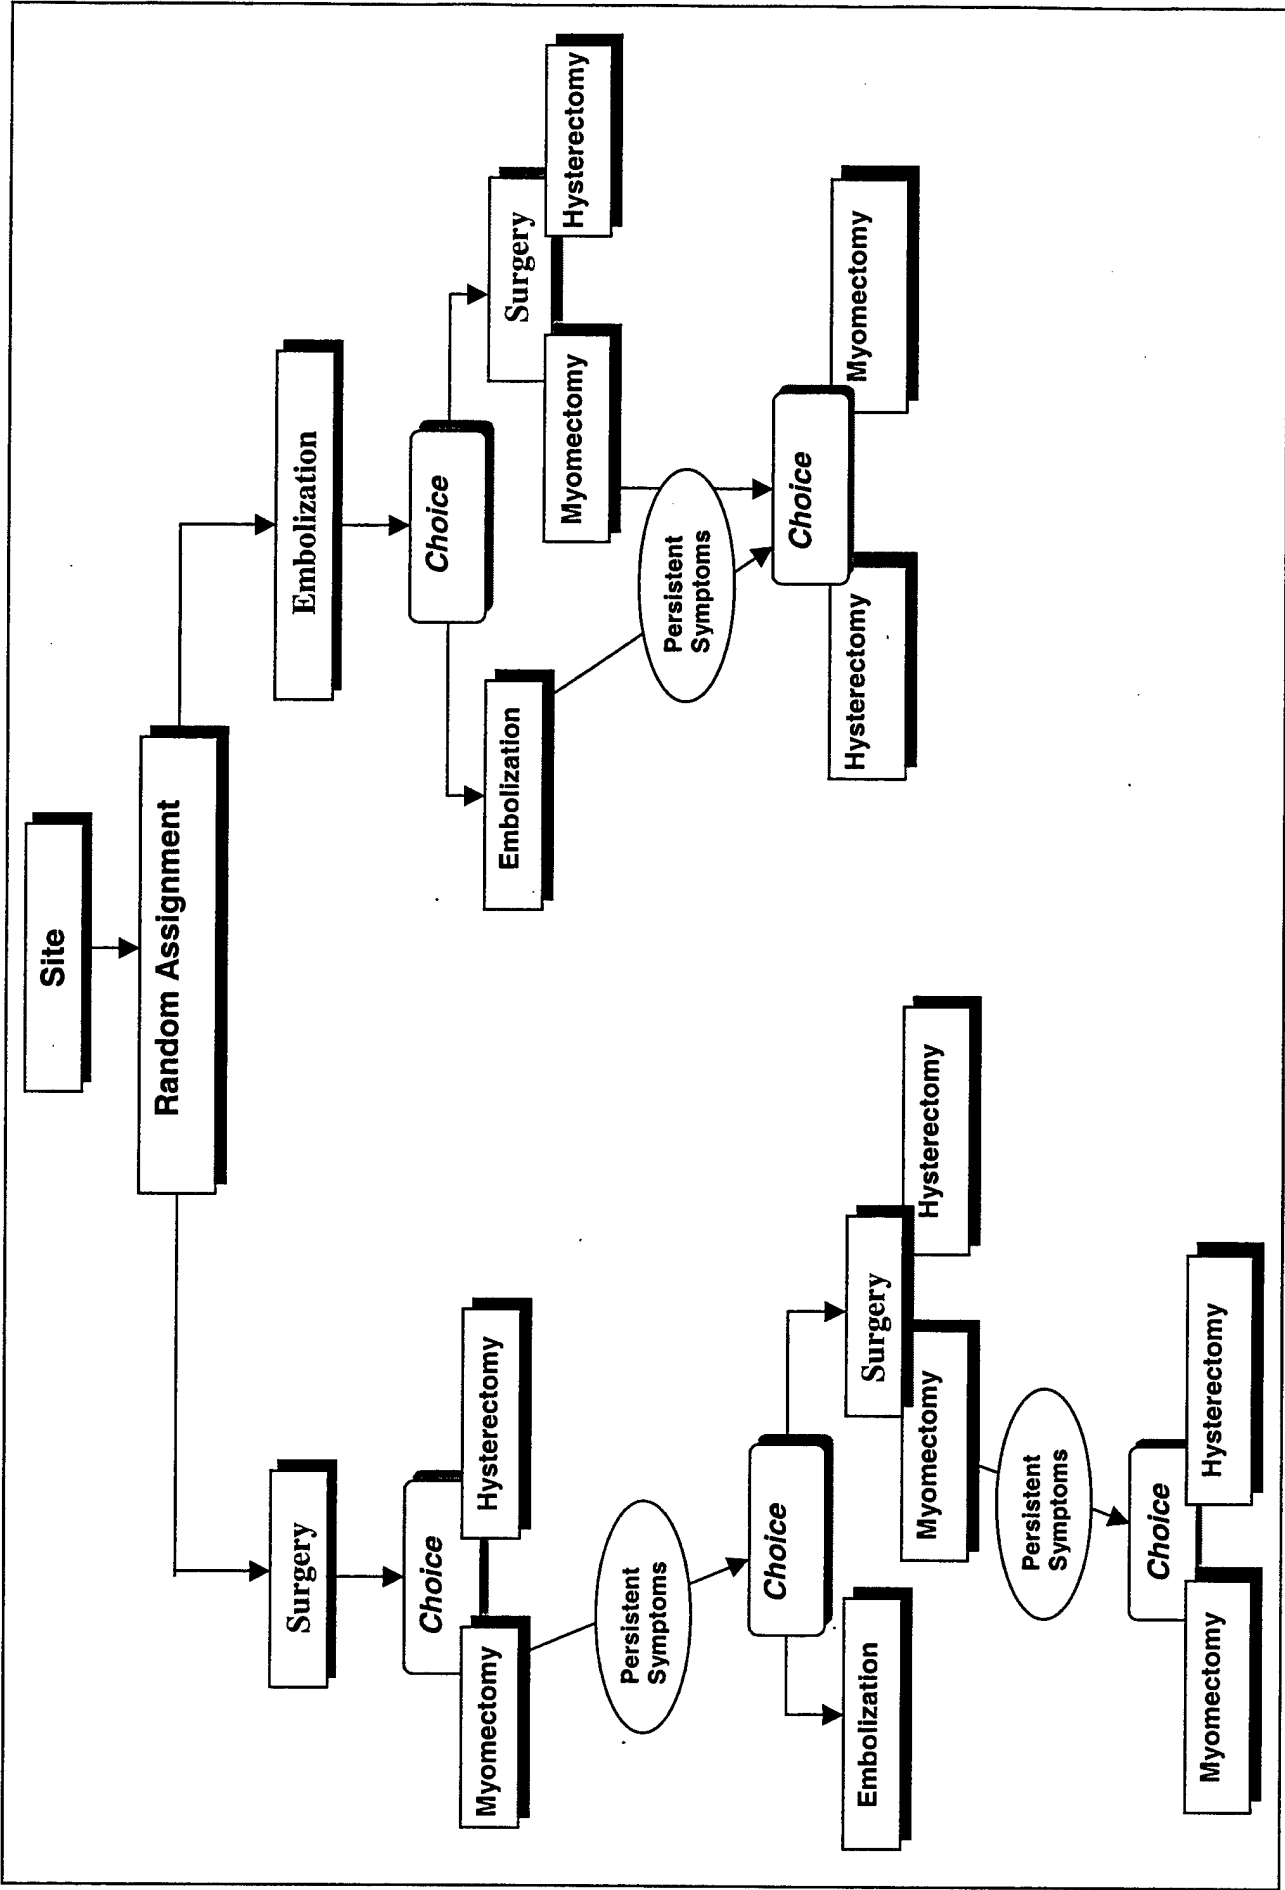 Site
Random Assignment
Surgery
Choice
Myomectomy
Hysterectomy
Persistent
Symptoms
Choice
Embolization
Surgery
Myomectomy
Hysterectomy
Persistent
Symptoms
Choice
Myomectomy
Hysterectomy
Embolization
Choice
Embolization
Surgery
Myomectomy
Hysterectomy
Persistent
Symptoms
Choice
Hysterectomy
Myomectomy